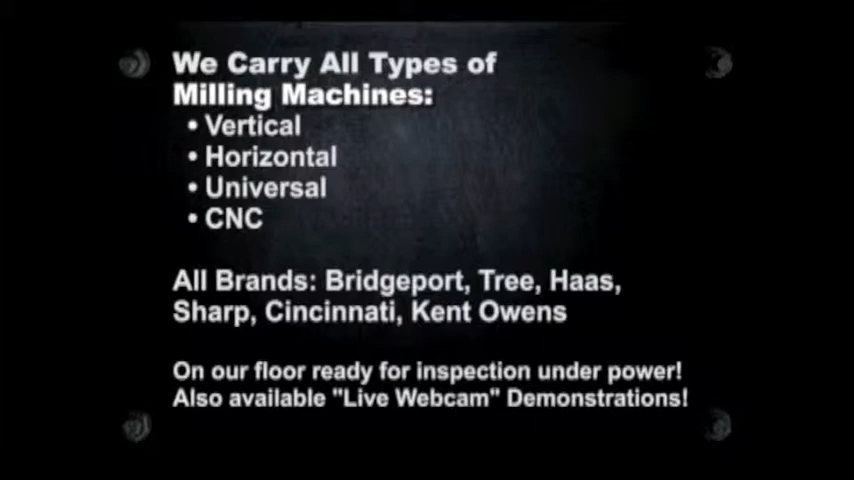 We Carry All Types of
Milling Machines:
• Vertical
• Horizontal
• Universal
• CNC
All Brands: Bridgeport, Tree, Haas,
Sharp, Cincinnati, Kent Owens
On our floor ready for inspection under power!
Also available "Live Webcam" Demonstrations!